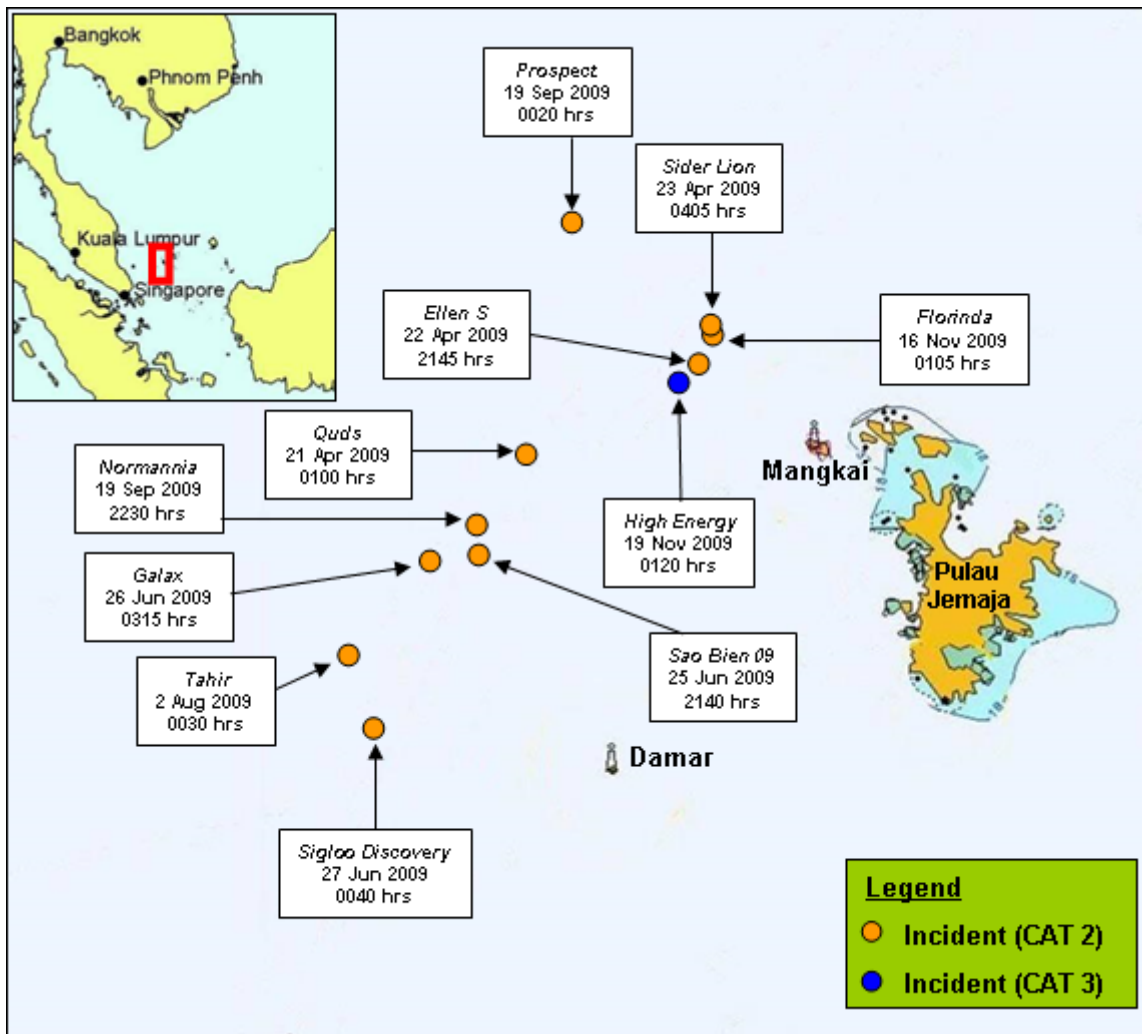 Bangkok
Phnom Penh
Kuala Lumpur
Singapore
Prospect
19 Sep 2009
0020 hrs
Sider Lion
23 Apr 2009
0405 hrs
Ellen S
22 Apr 2009
2145 hrs
Florinda
16 Nov 2009
0105 hrs
Quds
21 Apr 2009
0100 hrs
Normannia
19 Sep 2009
2230 hrs
Mangkai
High Energy
19 Nov 2009
0120 hrs
Galax
26 Jun 2009
0315 hrs
Pulau
Jemaja
Sao Bien 09
25 Jun 2009
2140 hrs
Tahir
2 Aug 2009
0030 hrs
Damar
Sigloo Discovery
27 Jun 2009
0040 hrs
Legend
Incident (CAT 2)
Incident (CAT 3)
18
18
18
18